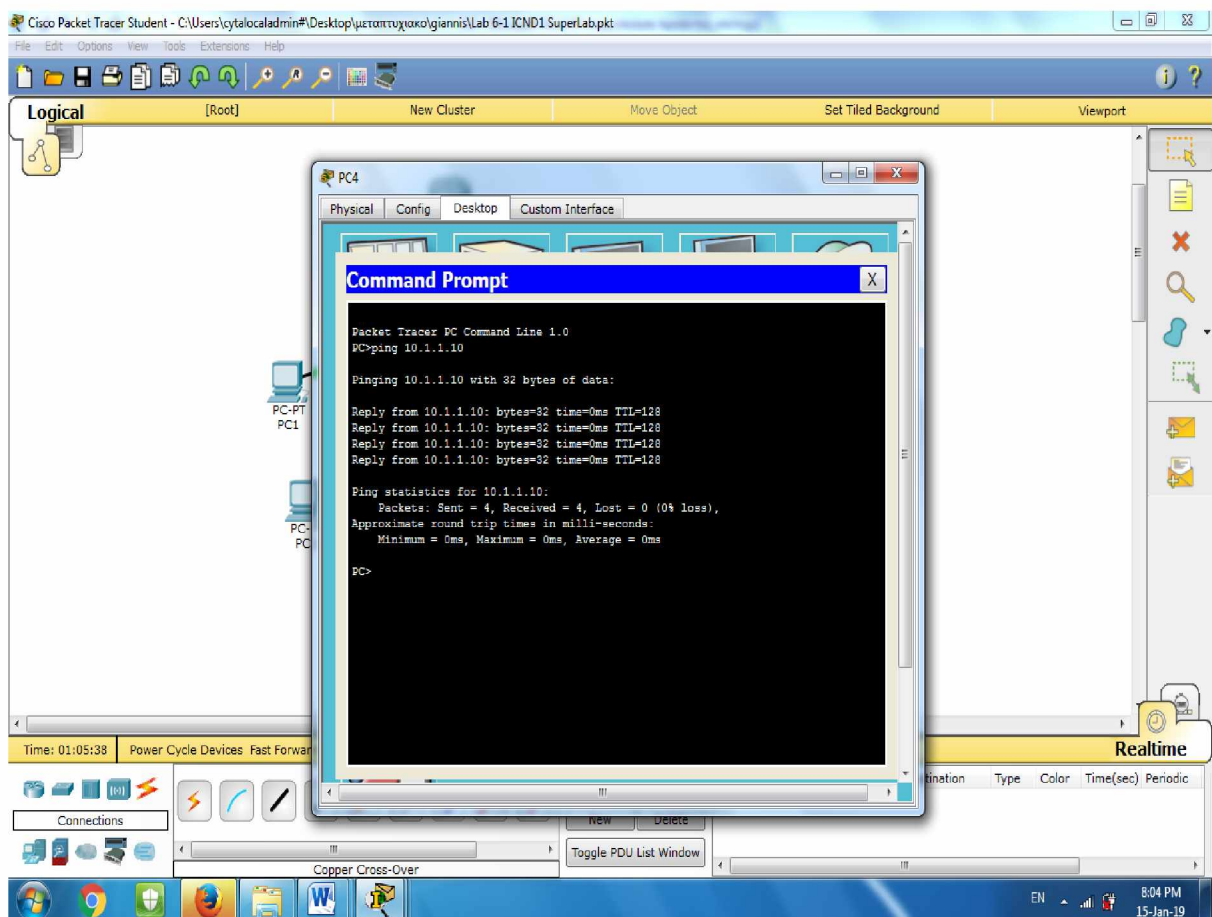 Cisco Packet Tracer Student - C:\Users\cytalocaladmin#\Desktop\μεταπτυχιακο\giannis\Lab 6-1 ICND1 SuperLab.pkt
File Edit Options View Tools Extensions Help
Logical [Root] New Cluster Move Object Set Tiled Background Viewport
PC4
Physical Config Desktop Custom Interface
Command Prompt X
Packet Tracer PC Command Line 1.0
PC>ping 10.1.1.10
Pinging 10.1.1.10 with 32 bytes of data:
Reply from 10.1.1.10: bytes=32 time=0ms TTL=128
Reply from 10.1.1.10: bytes=32 time=0ms TTL=128
Reply from 10.1.1.10: bytes=32 time=0ms TTL=128
Reply from 10.1.1.10: bytes=32 time=0ms TTL=128
Ping statistics for 10.1.1.10:
Packets: Sent = 4, Received = 4, Lost = 0 (0% loss),
Approximate round trip times in milli-seconds:
Minimum = 0ms, Maximum = 0ms, Average = 0ms
PC>
PC-PT
PC1
PC-
PC
Time: 01:05:38 Power Cycle Devices Fast Forwar
Realtime
tination Type Color Time(sec) Periodic
Connections
New Delete
Toggle PDU List Window
Copper Cross-Over
EN
8:04 PM
15-Jan-19